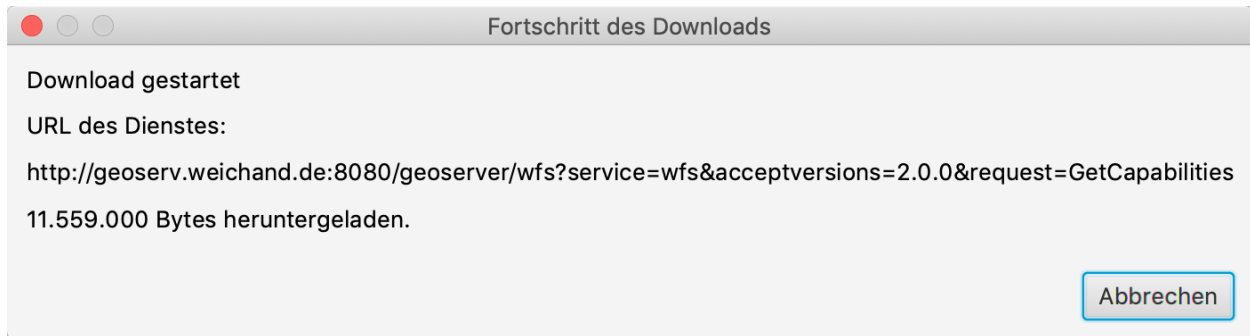 Fortschritt des Downloads
Download gestartet
URL des Dienstes:
http://geoserv.weichand.de:8080/geoserver/wfs?service=wfs&acceptversions=2.0.0&request=GetCapabilities
11.559.000 Bytes heruntergeladen.
Abbrechen